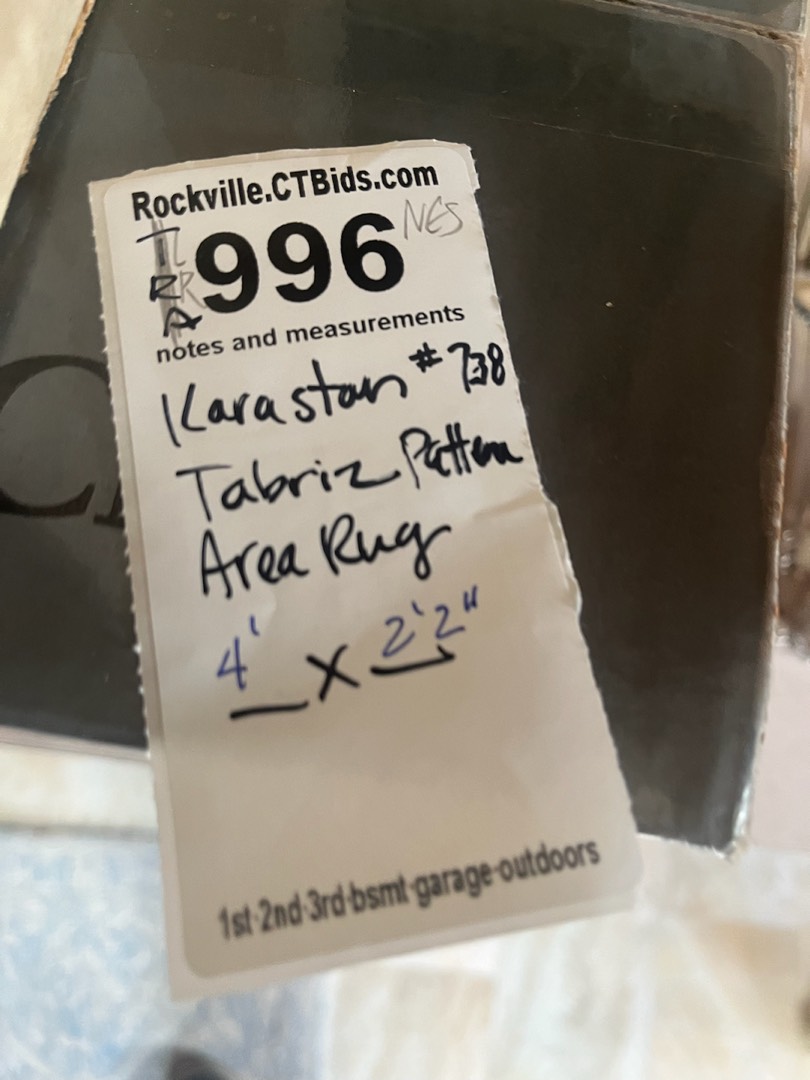 Rockville.CTBids.com
996 NES
T
R
A
notes and measurements
Karastan #738
Tabriz Pattern
Area Rug
4' x 2'2"
1st-2nd-3rd-bsmt-garage-outdoors